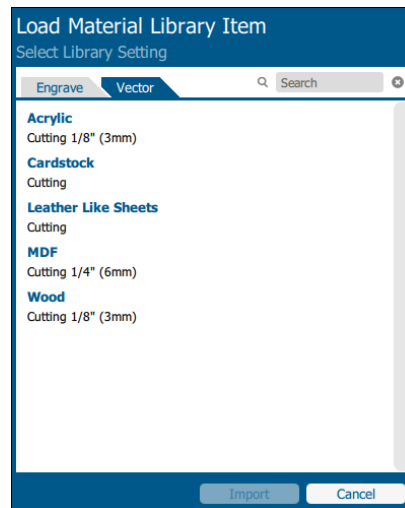 Load Material Library Item
Select Library Setting
Engrave Vector Search
Acrylic
Cutting 1/8" (3mm)
Cardstock
Cutting
Leather Like Sheets
Cutting
MDF
Cutting 1/4" (6mm)
Wood
Cutting 1/8" (3mm)
Import Cancel